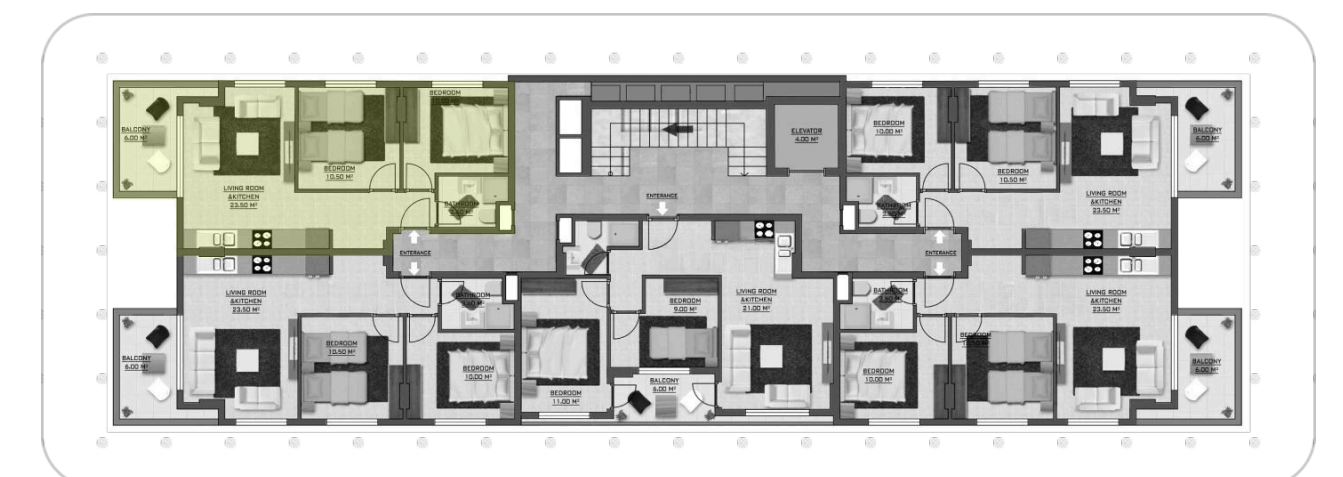 BEDROOM
BEDROOM
10.50 M²
BALCONY
6.00 M²
LIVING ROOM
&KITCHEN
23.50 M²
BATHROOM
ELEVATOR
4.00 M²
ENTERANCE
BEDROOM
10.00 M²
BEDROOM
10.50 M²
BALCONY
6.00 M²
BATHROOM
LIVING ROOM
&KITCHEN
23.50 M²
ENTERANCE
ENTERANCE
LIVING ROOM
&KITCHEN
23.50 M²
BATHROOM
BEDROOM
10.50 M²
BALCONY
6.00 M²
BEDROOM
10.00 M²
BEDROOM
9.00 M²
LIVING ROOM
&KITCHEN
21.00 M²
BEDROOM
11.00 M²
BALCONY
6.00 M²
BATHROOM
LIVING ROOM
&KITCHEN
23.50 M²
BEDROOM
BEDROOM
10.00 M²
BALCONY
6.00 M²